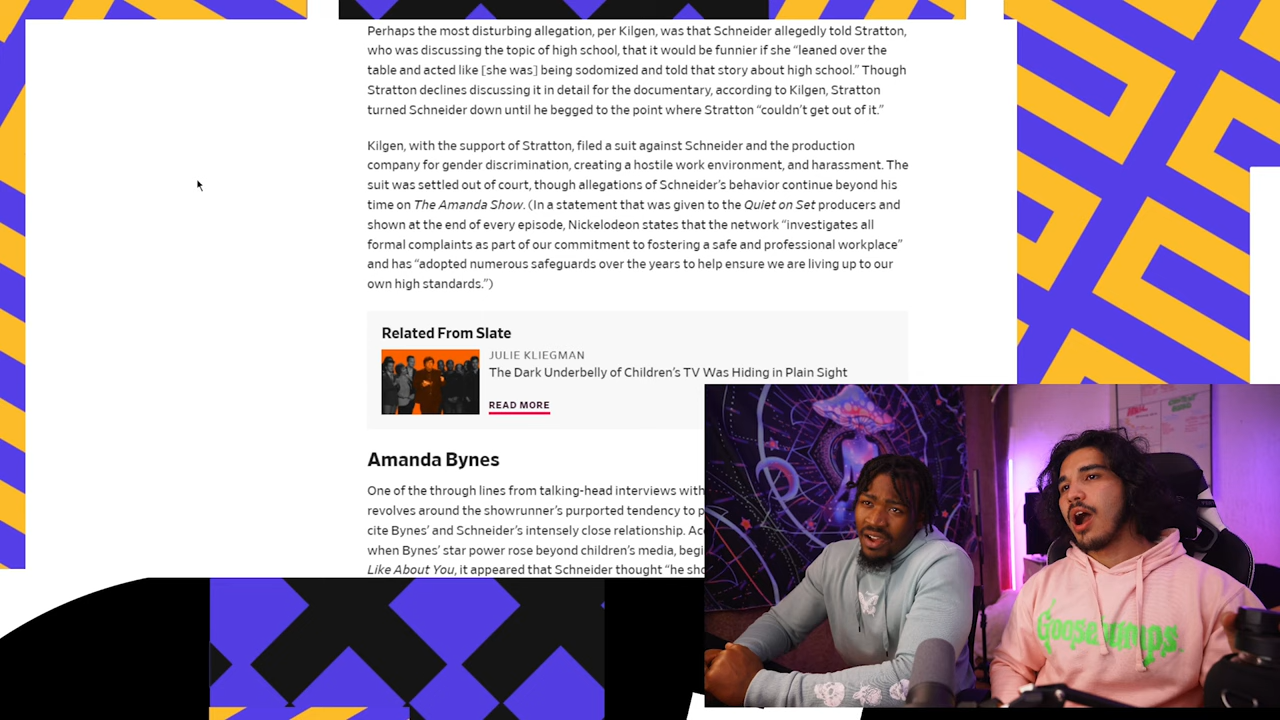 Perhaps the most disturbing allegation, per Kilgen, was that Schneider allegedly told Stratton,
who was discussing the topic of high school, that it would be funnier if she “leaned over the
table and acted like [she was] being sodomized and told that story about high school.” Though
Stratton declines discussing it in detail for the documentary, according to Kilgen, Stratton
turned Schneider down until he begged to the point where Stratton “couldn’t get out of it.”
Kilgen, with the support of Stratton, filed a suit against Schneider and the production
company for gender discrimination, creating a hostile work environment, and harassment. The
suit was settled out of court, though allegations of Schneider’s behavior continue beyond his
time on The Amanda Show. (In a statement that was given to the Quiet on Set producers and
shown at the end of every episode, Nickelodeon states that the network “investigates all
formal complaints as part of our commitment to fostering a safe and professional workplace”
and has “adopted numerous safeguards over the years to help ensure we are living up to our
own high standards.”)
Related From Slate
JULIE KLIEGMAN
The Dark Underbelly of Children’s TV Was Hiding in Plain Sight
READ MORE
Amanda Bynes
One of the through lines from talking-head interviews with
revolves around the showrunner’s purported tendency to p
cite Bynes’ and Schneider’s intensely close relationship. Acc
when Bynes’ star power rose beyond children’s media, begi
Like About You, it appeared that Schneider thought “he sho
Goosebumps